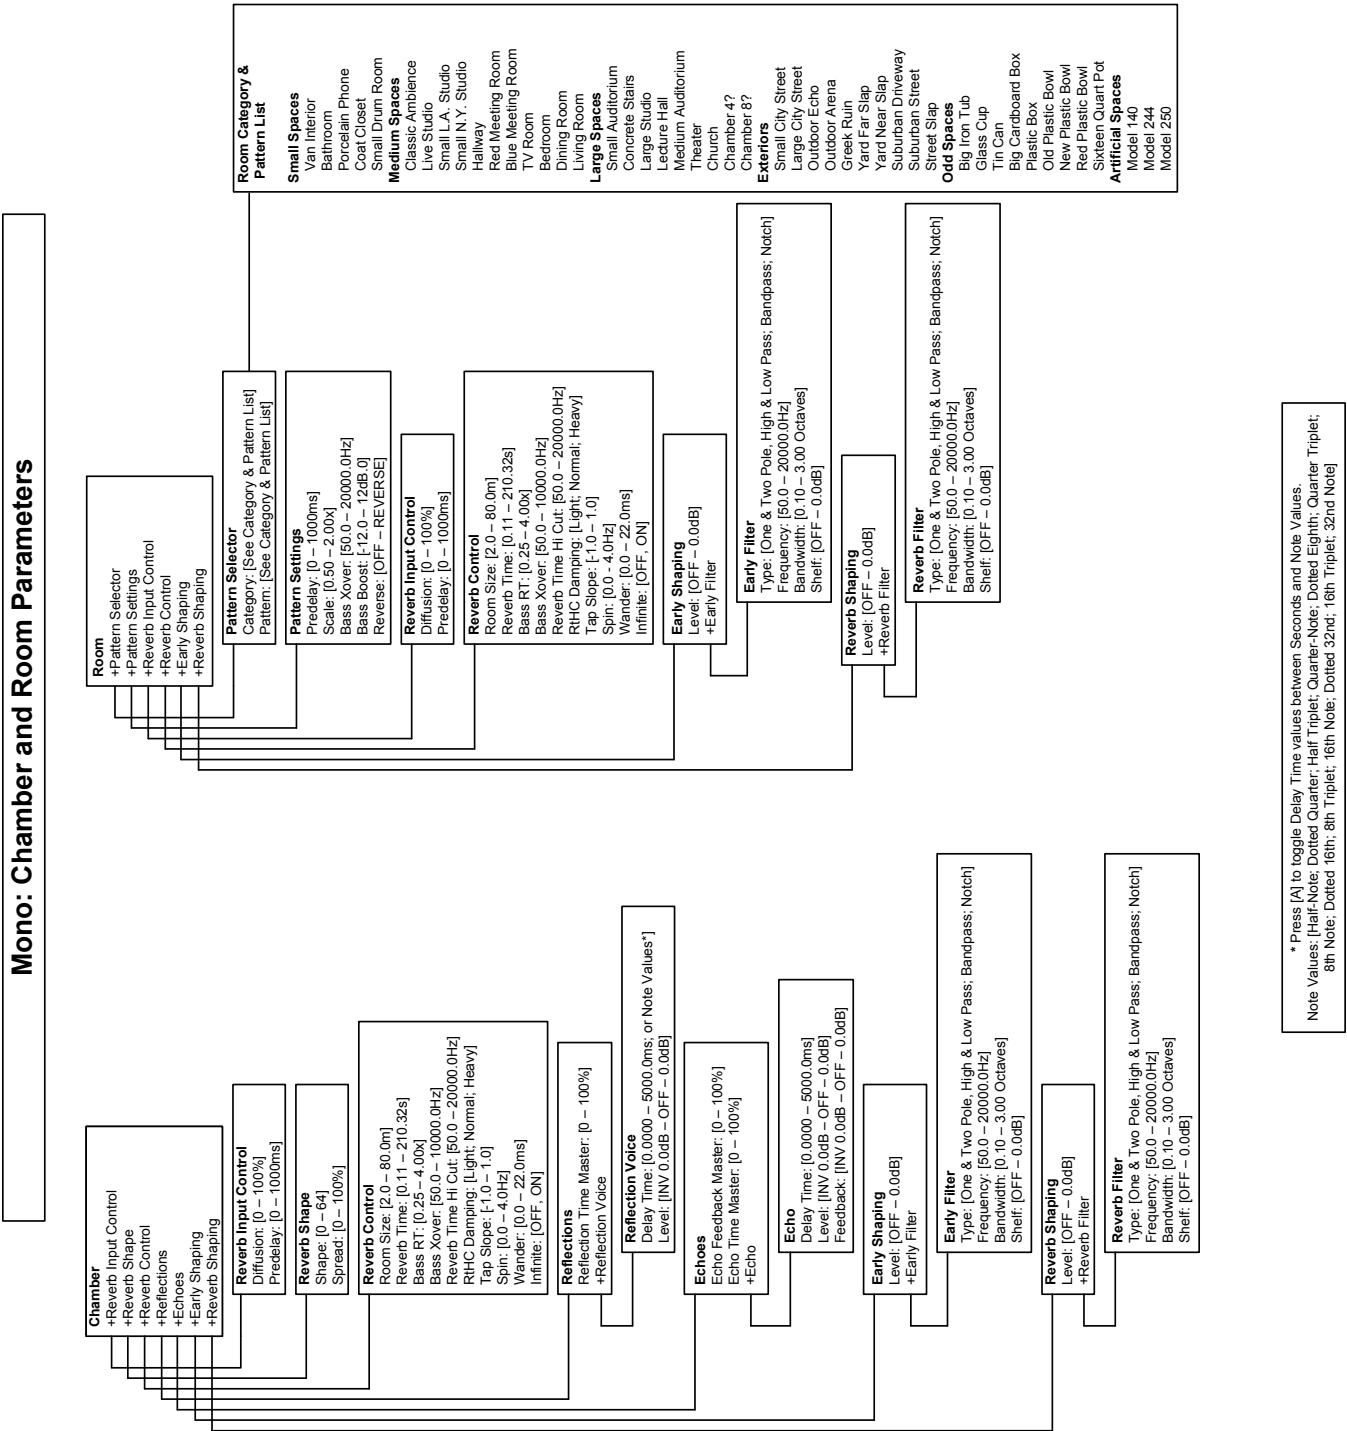 Mono: Chamber and Room Parameters
Chamber
+Reverb Input Control
+Reverb Shape
+Reverb Control
+Reflections
+Echoes
+Early Shaping
+Reverb Shaping
Reverb Input Control
Diffusion: [0 – 100%]
Predelay: [0 – 1000ms]
Reverb Shape
Shape: [0 – 64]
Spread: [0 – 100%]
Reverb Control
Room Size: [2.0 – 80.0m]
Reverb Time: [0.11 – 210.32s]
Bass RT: [0.25 – 4.00x]
Bass Xover: [50.0 – 10000.0Hz]
Reverb Time Hi Cut: [50.0 – 20000.0Hz]
RtHC Damping: [Light; Normal; Heavy]
Tap Slope: [-1.0 – 1.0]
Spin: [0.0 – 4.0Hz]
Wander: [0.0 – 22.0ms]
Infinite: [OFF, ON]
Reflections
Reflection Time Master: [0 – 100%]
+Reflection Voice
Reflection Voice
Delay Time: [0.0000 – 5000.0ms; or Note Values*]
Level: [INV 0.0dB – OFF – 0.0dB]
Echoes
Echo Feedback Master: [0 – 100%]
Echo Time Master: [0 – 100%]
+Echo
Echo
Delay Time: [0.0000 – 5000.0ms]
Level: [INV 0.0dB – OFF – 0.0dB]
Feedback: [INV 0.0dB – OFF – 0.0dB]
Early Shaping
Level: [OFF – 0.0dB]
+Early Filter
Early Filter
Type: [One & Two Pole, High & Low Pass; Bandpass; Notch]
Frequency: [50.0 – 20000.0Hz]
Bandwidth: [0.10 – 3.00 Octaves]
Shelf: [OFF – 0.0dB]
Reverb Shaping
Level: [OFF – 0.0dB]
+Reverb Filter
Reverb Filter
Type: [One & Two Pole, High & Low Pass; Bandpass; Notch]
Frequency: [50.0 – 20000.0Hz]
Bandwidth: [0.10 – 3.00 Octaves]
Shelf: [OFF – 0.0dB]
Room
+Pattern Selector
+Pattern Settings
+Reverb Input Control
+Reverb Control
+Early Shaping
+Reverb Shaping
Pattern Selector
Category: [See Category & Pattern List]
Pattern: [See Category & Pattern List]
Pattern Settings
Predelay: [0 – 1000ms]
Scale: [0.50 – 2.00x]
Bass Xover: [50.0 – 20000.0Hz]
Bass Boost: [-12.0 – 12dB.0]
Reverse: [OFF – REVERSE]
Reverb Input Control
Diffusion: [0 – 100%]
Predelay: [0 – 1000ms]
Reverb Control
Room Size: [2.0 – 80.0m]
Reverb Time: [0.11 – 210.32s]
Bass RT: [0.25 – 4.00x]
Bass Xover: [50.0 – 10000.0Hz]
Reverb Time Hi Cut: [50.0 – 20000.0Hz]
RtHC Damping: [Light; Normal; Heavy]
Tap Slope: [-1.0 – 1.0]
Spin: [0.0 - 4.0Hz]
Wander: [0.0 – 22.0ms]
Infinite: [OFF, ON]
Early Shaping
Level: [OFF – 0.0dB]
+Early Filter
Early Filter
Type: [One & Two Pole, High & Low Pass; Bandpass; Notch]
Frequency: [50.0 – 20000.0Hz]
Bandwidth: [0.10 – 3.00 Octaves]
Shelf: [OFF – 0.0dB]
Reverb Shaping
Level: [OFF – 0.0dB]
+Reverb Filter
Reverb Filter
Type: [One & Two Pole, High & Low Pass; Bandpass; Notch]
Frequency: [50.0 – 20000.0Hz]
Bandwidth: [0.10 – 3.00 Octaves]
Shelf: [OFF – 0.0dB]
Room Category &
Pattern List
Small Spaces
Van Interior
Bathroom
Porcelain Phone
Coat Closet
Small Drum Room
Medium Spaces
Classic Ambience
Live Studio
Small L.A. Studio
Small N.Y. Studio
Hallway
Red Meeting Room
Blue Meeting Room
TV Room
Bedroom
Dining Room
Living Room
Large Spaces
Small Auditorium
Concrete Stairs
Large Studio
Lecture Hall
Medium Auditorium
Theater
Church
Chamber 4?
Chamber 8?
Exteriors
Small City Street
Large City Street
Outdoor Echo
Outdoor Arena
Greek Ruin
Yard Far Slap
Yard Near Slap
Suburban Driveway
Suburban Street
Street Slap
Odd Spaces
Big Iron Tub
Glass Cup
Tin Can
Big Cardboard Box
Plastic Box
Old Plastic Bowl
New Plastic Bowl
Red Plastic Bowl
Sixteen Quart Pot
Artificial Spaces
Model 140
Model 244
Model 250
* Press [A] to toggle Delay Time values between Seconds and Note Values.
Note Values: [Half-Note; Dotted Quarter; Half Triplet; Quarter-Note; Dotted Eighth; Quarter Triplet;
8th Note; Dotted 16th; 8th Triplet; 16th Note; Dotted 32nd; 16th Triplet; 32nd Note]